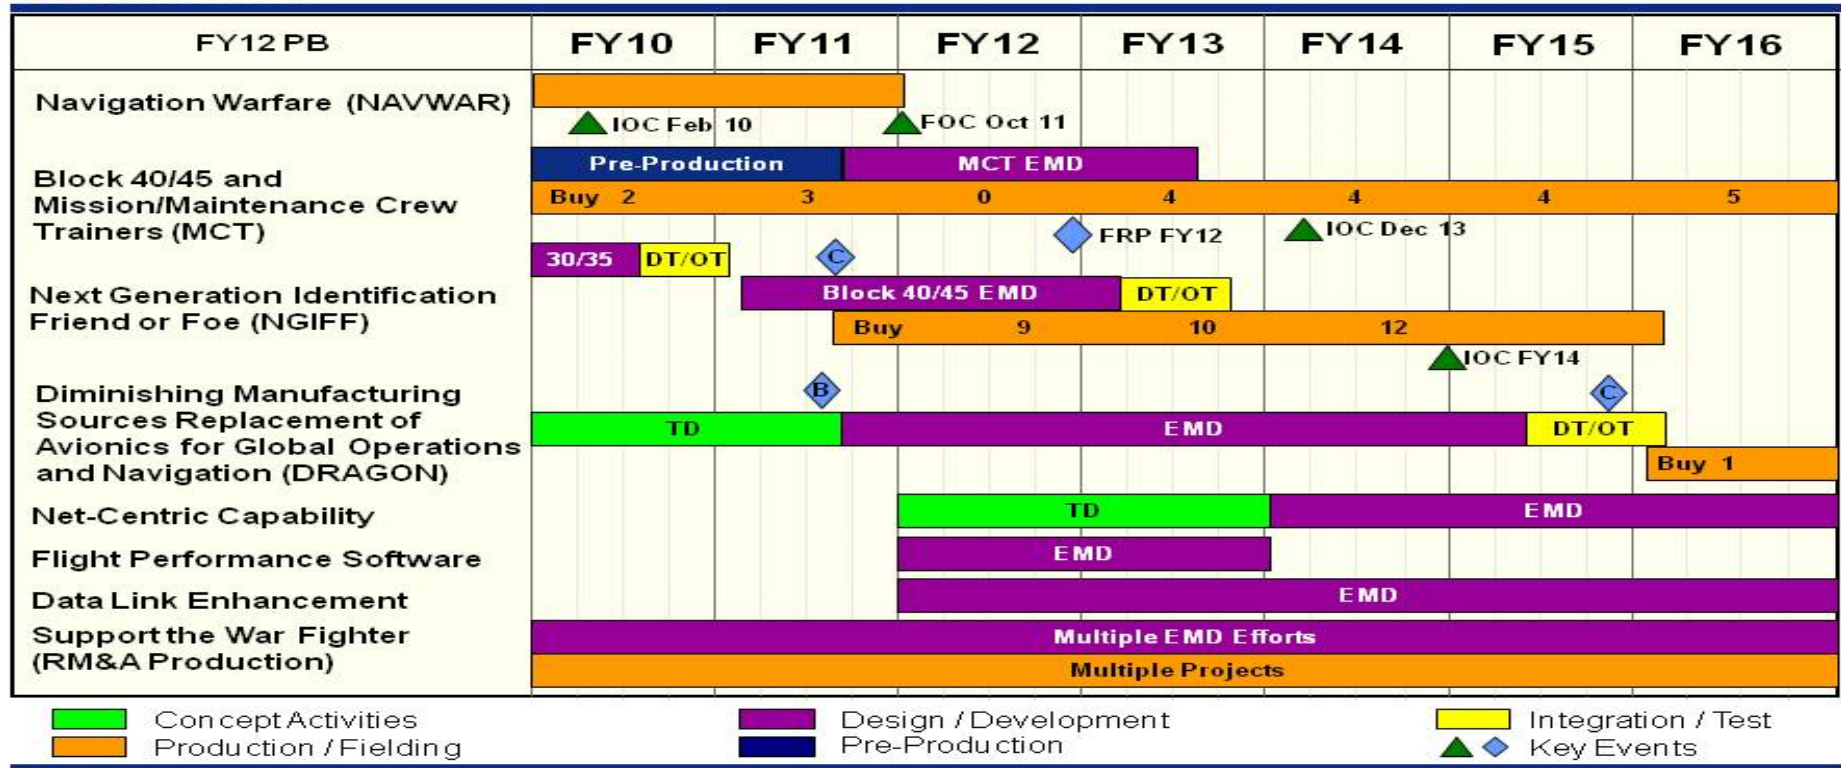 FY12 PB FY10 FY11 FY12 FY13 FY14 FY15 FY16
Navigation Warfare (NAVWAR)
IOC Feb 10 FOC Oct 11
Block 40/45 and
Mission/Maintenance Crew
Trainers (MCT)
Pre-Production MCT EMD
Buy 2 3 0 4 4 4 5
FRP FY12 IOC Dec 13
Next Generation Identification
Friend or Foe (NGIFF)
30/35 DT/OT C
Block 40/45 EMD DT/OT
Buy 9 10 12
IOC FY14
Diminishing Manufacturing
Sources Replacement of
Avionics for Global Operations
and Navigation (DRAGON)
B C
TD EMD DT/OT
Buy 1
Net-Centric Capability
TD EMD
Flight Performance Software
EMD
Data Link Enhancement
EMD
Support the War Fighter
(RM&A Production)
Multiple EMD Efforts
Multiple Projects
Concept Activities Design / Development Integration / Test
Production / Fielding Pre-Production Key Events